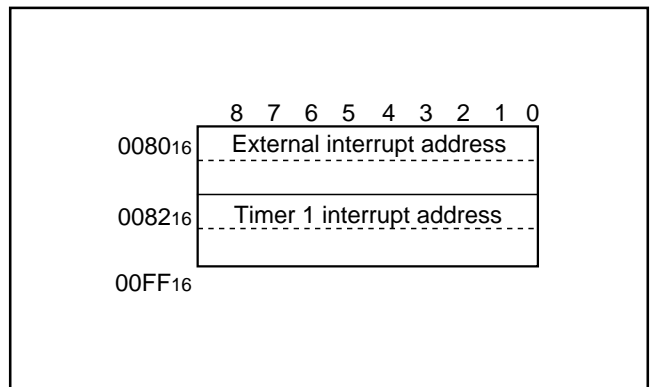 8 7 6 5 4 3 2 1 0
008016 External interrupt address
008216 Timer 1 interrupt address
00FF16